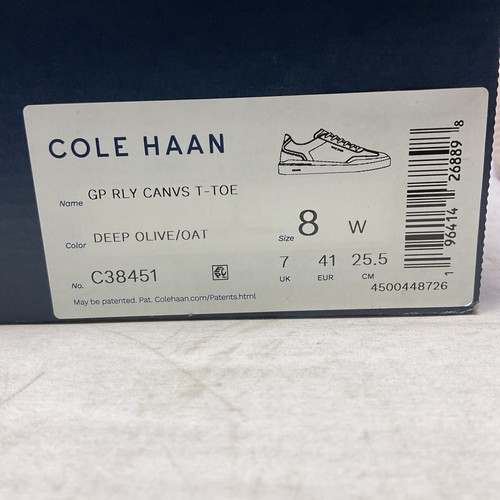 COLE HAAN
Name GP RLY CANVS T-TOE
Color DEEP OLIVE/OAT
Size 8 W
7 41 25.5
UK EUR CM
No. C38451
4500448726
May be patented. Pat. Colehaan.com/Patents.html
1 96414 26889 8